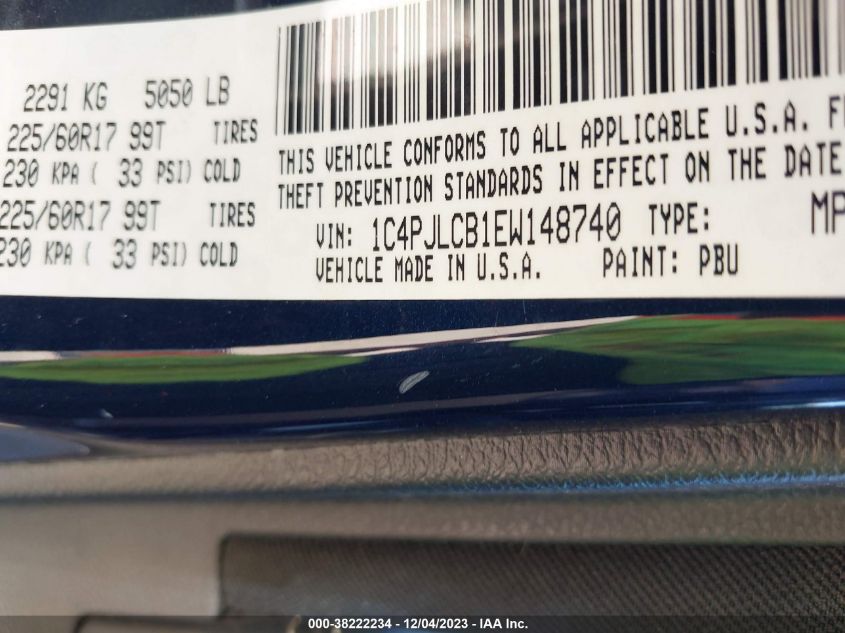 2291 KG 5050 LB
225/60R17 99T TIRES
230 KPA ( 33 PSI) COLD
225/60R17 99T TIRES
230 KPA ( 33 PSI) COLD
THIS VEHICLE CONFORMS TO ALL APPLICABLE U.S.A. F
THEFT PREVENTION STANDARDS IN EFFECT ON THE DATE
VIN: 1C4PJLCB1EW148740 TYPE: MP
VEHICLE MADE IN U.S.A. PAINT: PBU
000-38222234 - 12/04/2023 - IAA Inc.